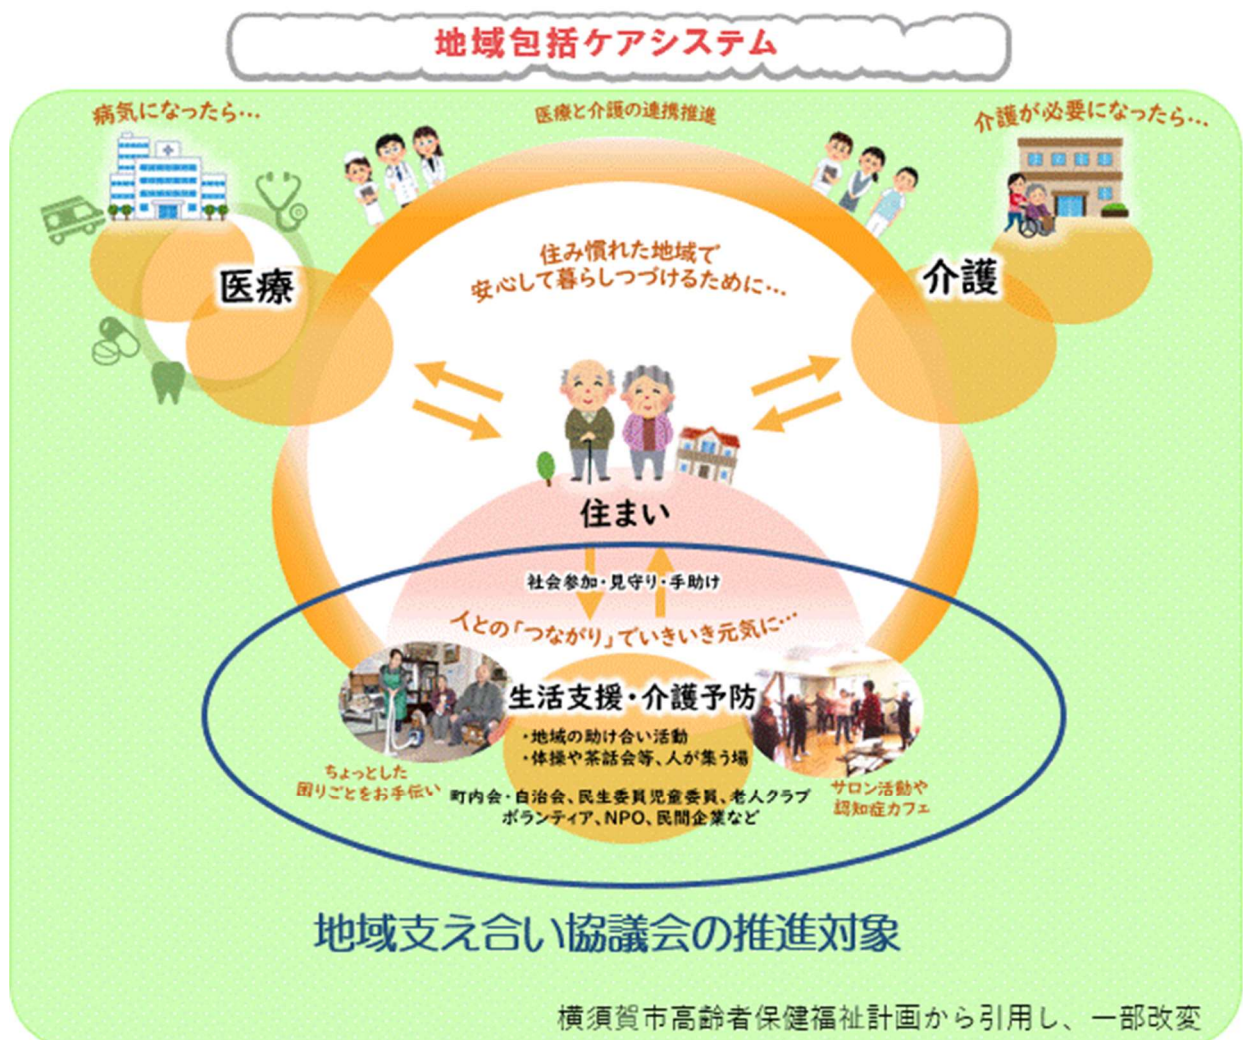 地域包括ケアシステム
病気になったら…
医療と介護の連携推進
介護が必要になったら…
住み慣れた地域で
安心して暮らしつづけるために…
医療
介護
住まい
社会参加・見守り・手助け
人との「つながり」でいきいき元気に…
生活支援・介護予防
・地域の助け合い活動
・体操や茶話会等、人が集う場
ちょっとした
困りごとをお手伝い
町内会・自治会、民生委員児童委員、老人クラブ
ボランティア、NPO、民間企業など
サロン活動や
認知症カフェ
地域支え合い協議会の推進対象
横須賀市高齢者保健福祉計画から引用し、一部改変